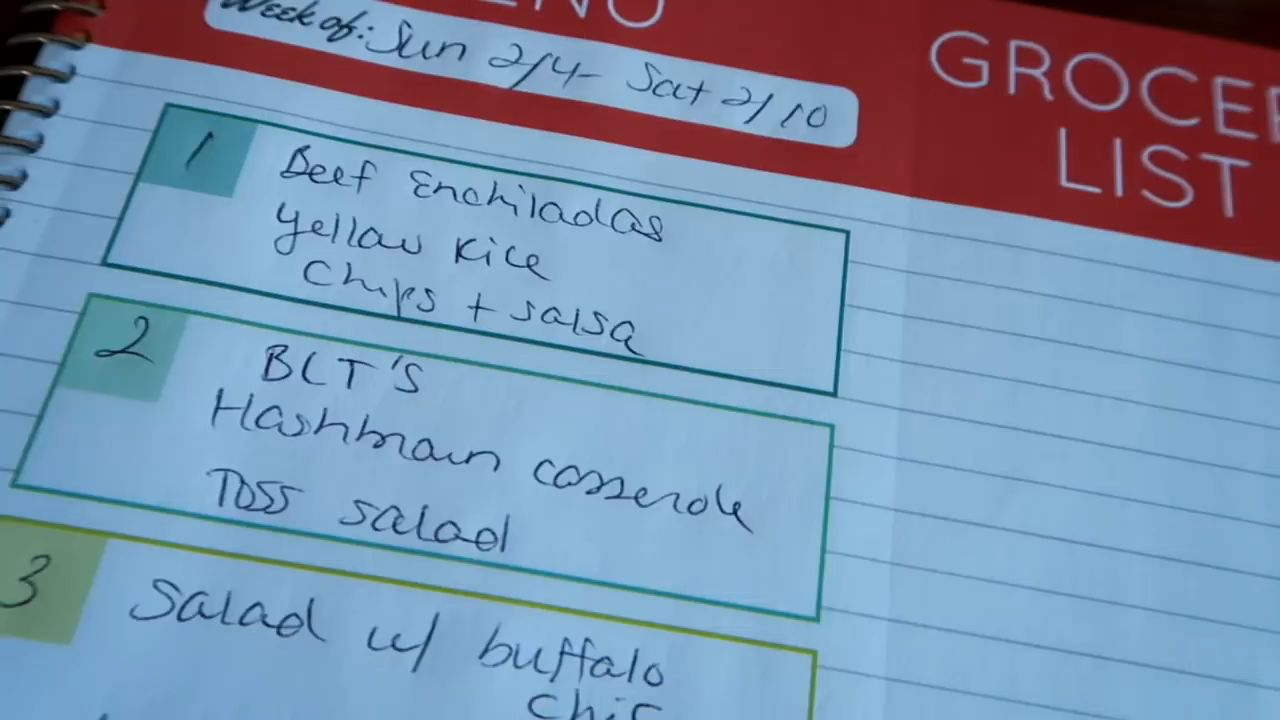 Week of: Sun 2/4 - Sat 2/10
GROCE
LIST
1
Beef Enchiladas
Yellow Rice
Chips + salsa
2
BLT'S
Hashbrown casserole
Toss salad
3
Salad w/ buffalo